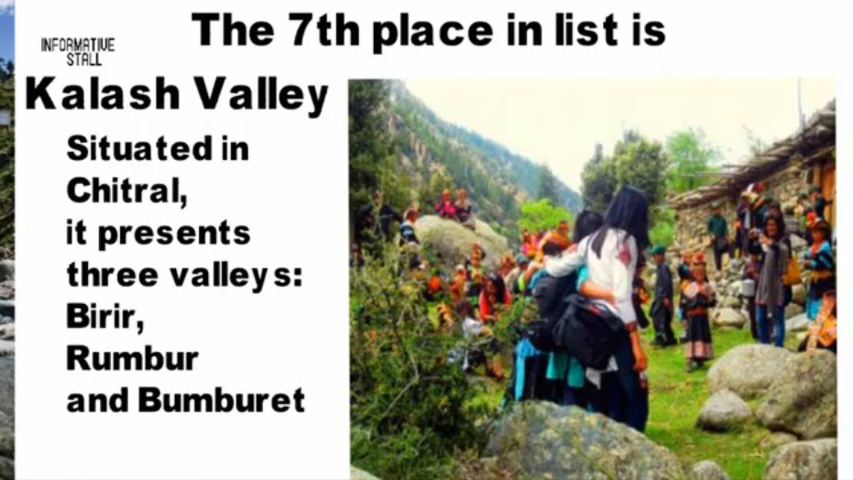 The 7th place in list is
INFORMATIVE
STALL
Kalash Valley
Situated in
Chitral,
it presents
three valleys:
Birir,
Rumbur
and Bumburet